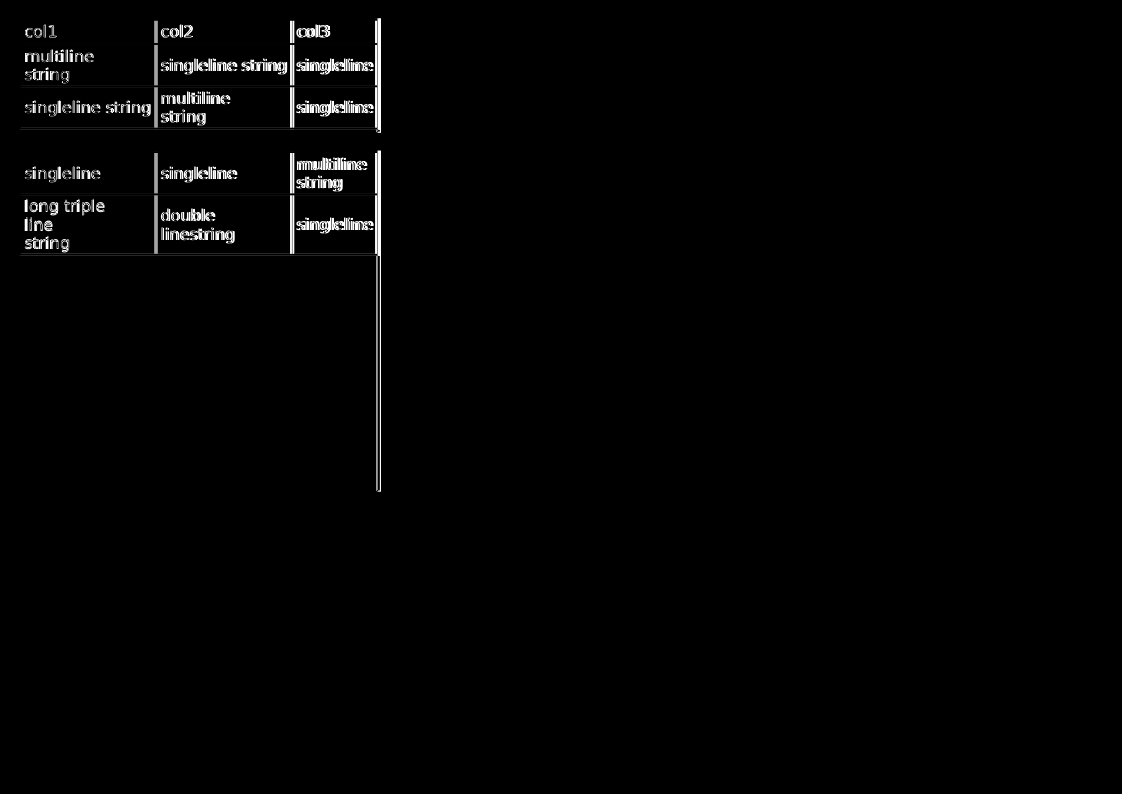 col1 col2 col3
multiline
string
singleline string
singleline
singleline string
multiline
string
singleline
singleline
singleline
multiline
string
long triple
line
string
double
linestring
singleline